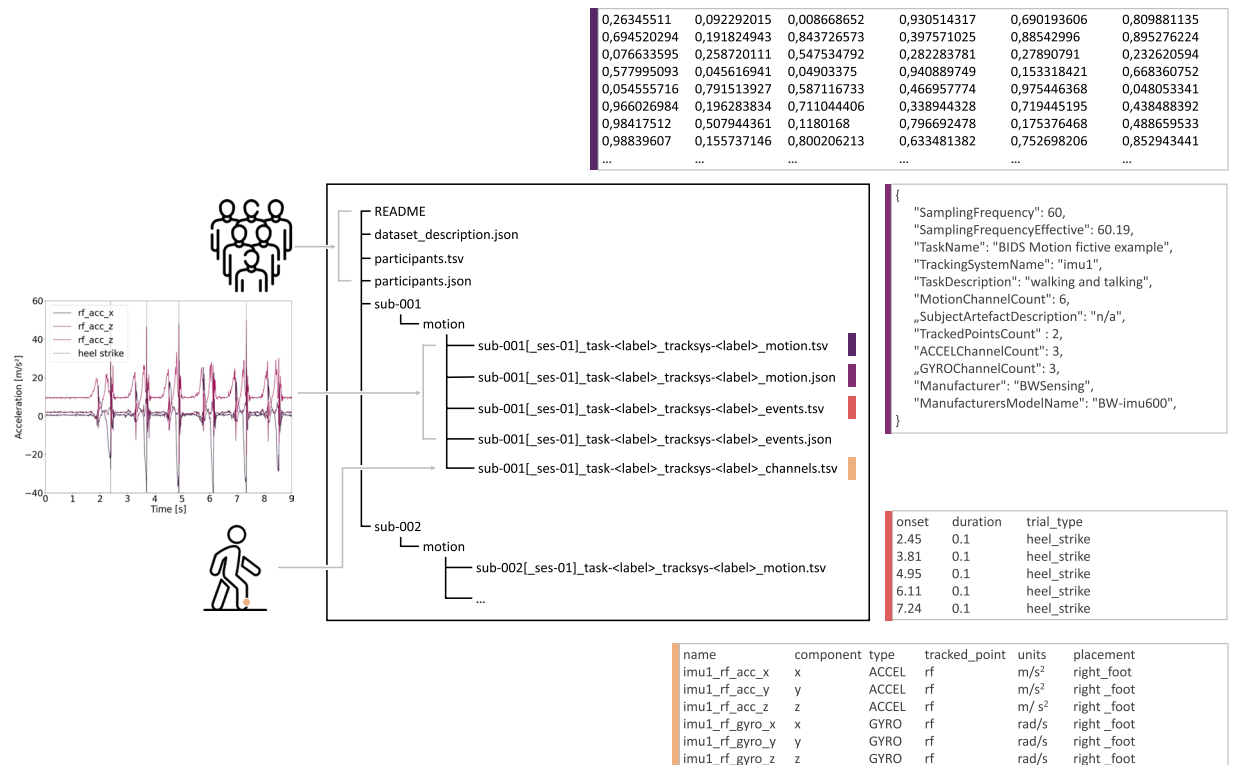 0,26345511 0,092292015 0,008668652 0,930514317 0,690193606 0,809881135
0,694520294 0,191824943 0,843726573 0,397571025 0,88542996 0,895276224
0,076633595 0,258720111 0,547534792 0,282283781 0,27890791 0,232620594
0,577995093 0,045616941 0,04903375 0,940889749 0,153318421 0,668360752
0,054555716 0,791513927 0,587116733 0,466957774 0,975446368 0,048053341
0,966026984 0,196283834 0,711044406 0,338944328 0,719445195 0,438488392
0,98417512 0,507944361 0,1180168 0,796692478 0,175376468 0,488659533
0,98839607 0,155737146 0,800206213 0,633481382 0,752698206 0,852943441
... ... ... ... ... ...
README
dataset_description.json
participants.tsv
participants.json
sub-001
motion
sub-001[_ses-01]_task-<label>_tracksys-<label>_motion.tsv
sub-001[_ses-01]_task-<label>_tracksys-<label>_motion.json
sub-001[_ses-01]_task-<label>_tracksys-<label>_events.tsv
sub-001[_ses-01]_task-<label>_tracksys-<label>_events.json
sub-001[_ses-01]_task-<label>_tracksys-<label>_channels.tsv
sub-002
motion
sub-002[_ses-01]_task-<label>_tracksys-<label>_motion.tsv
...
{
"SamplingFrequency": 60,
"SamplingFrequencyEffective": 60.19,
"TaskName": "BIDS Motion fictive example",
"TrackingSystemName": "imu1",
"TaskDescription": "walking and talking",
"MotionChannelCount": 6,
„SubjectArtefactDescription": "n/a",
"TrackedPointsCount" : 2,
"ACCELChannelCount": 3,
„GYROChannelCount": 3,
"Manufacturer": "BWSensing",
"ManufacturersModelName": "BW-imu600",
}
Acceleration [m/s²]
60
40
20
0
−20
−40
rf_acc_x
rf_acc_z
rf_acc_z
heel strike
0 1 2 3 4 5 6 7 8 9
Time [s]
onset duration trial_type
2.45 0.1 heel_strike
3.81 0.1 heel_strike
4.95 0.1 heel_strike
6.11 0.1 heel_strike
7.24 0.1 heel_strike
name component type tracked_point units placement
imu1_rf_acc_x x ACCEL rf m/s² right_foot
imu1_rf_acc_y y ACCEL rf m/s² right _foot
imu1_rf_acc_z z ACCEL rf m/ s² right _foot
imu1_rf_gyro_x x GYRO rf rad/s right _foot
imu1_rf_gyro_y y GYRO rf rad/s right _foot
imu1_rf_gyro_z z GYRO rf rad/s right _foot